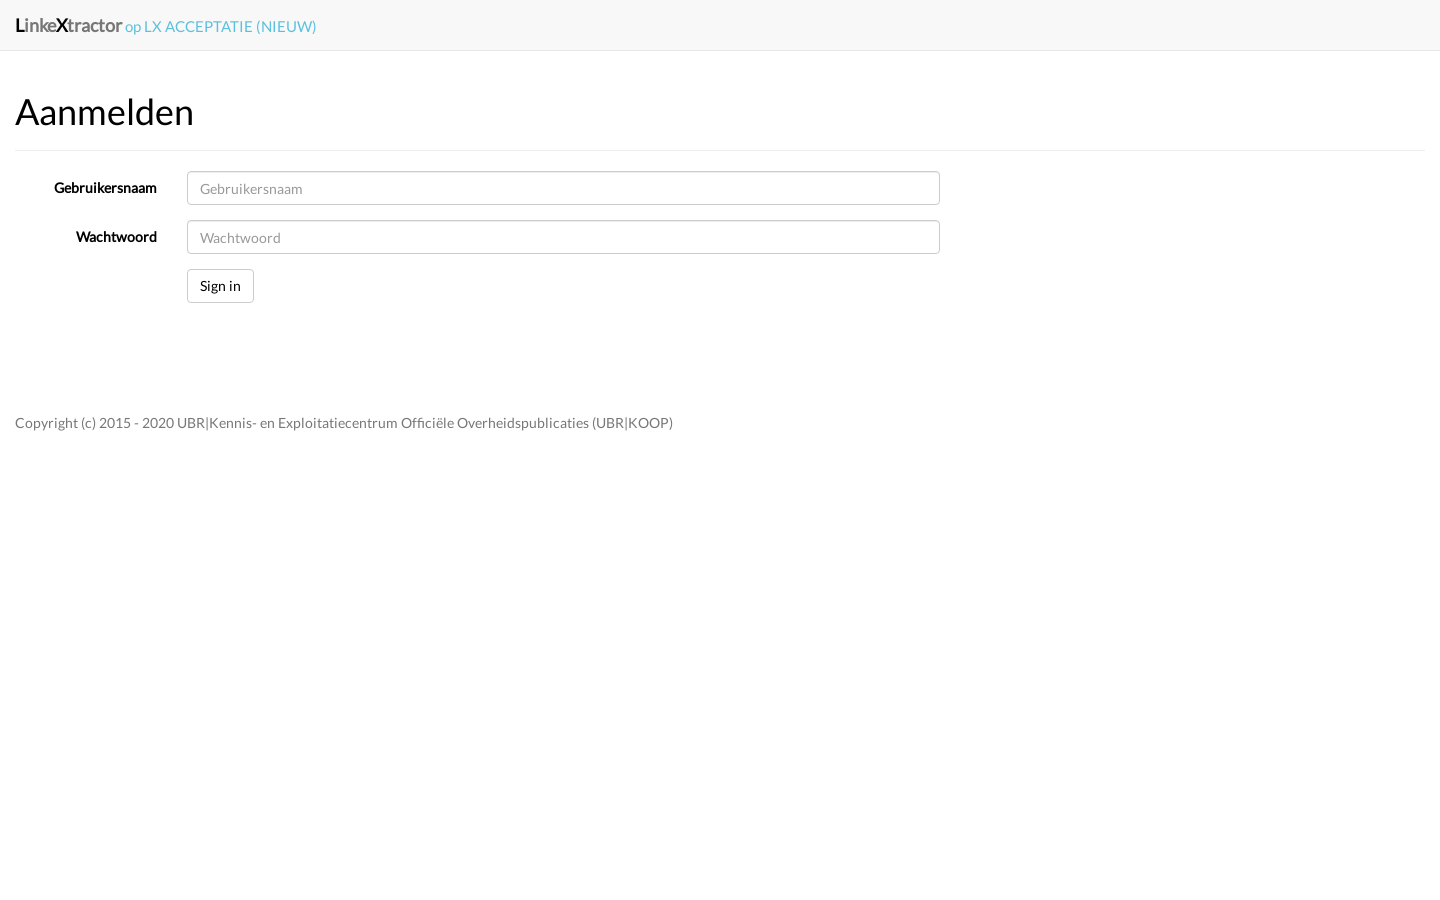 LinkeXtractor op LX ACCEPTATIE (NIEUW)
Aanmelden
Gebruikersnaam Gebruikersnaam
Wachtwoord Wachtwoord
Sign in
Copyright (c) 2015 - 2020 UBR|Kennis- en Exploitatiecentrum Officiële Overheidspublicaties (UBR|KOOP)